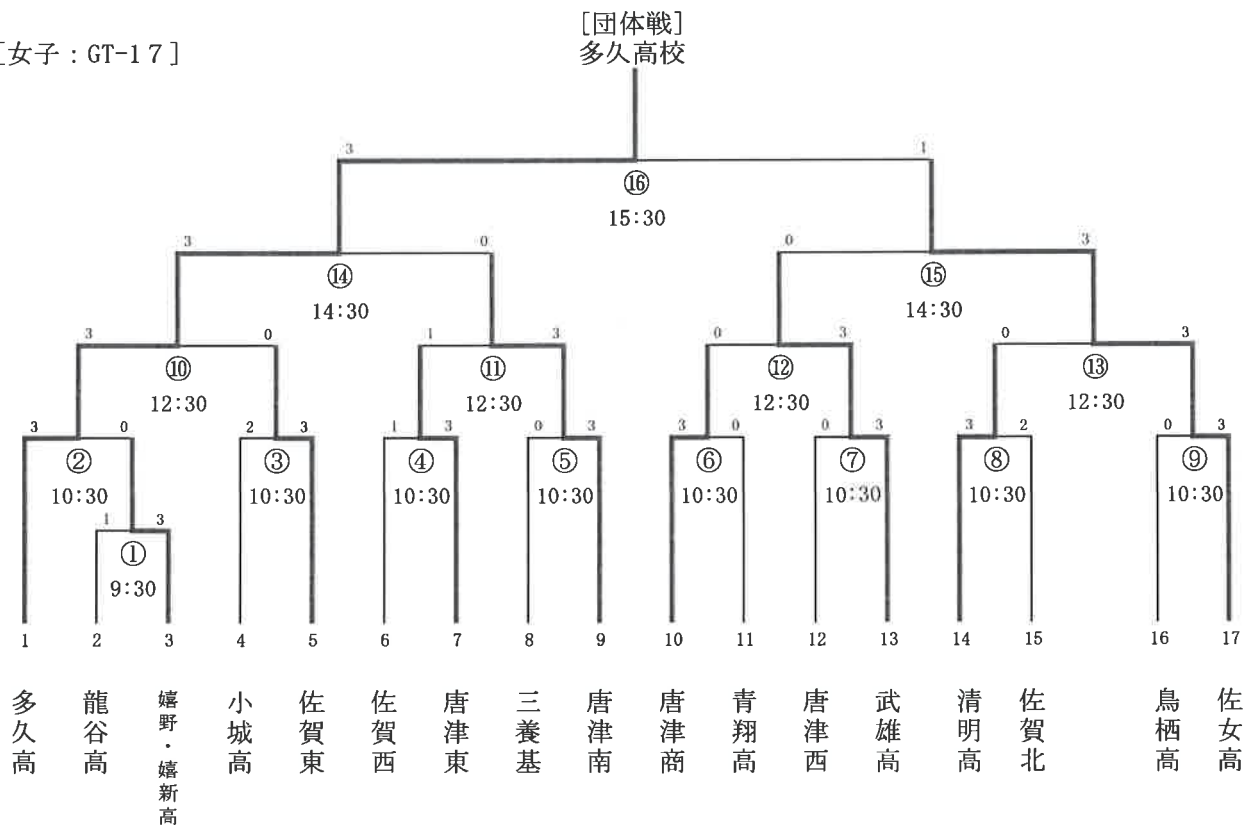 [団体戦]
[女子：GT-17]
多久高校
3 1
⑯
15:30
3 0 0 3
⑭ ⑮
14:30 14:30
3 0 1 3 0 3 0 3
⑩ ⑪ ⑫ ⑬
12:30 12:30 12:30 12:30
3 0 2 3 1 3 0 3 3 0 0 3 3 2 0 3
② ③ ④ ⑤ ⑥ ⑦ ⑧ ⑨
10:30 10:30 10:30 10:30 10:30 10:30 10:30 10:30
1 3
①
9:30
1 2 3 4 5 6 7 8 9 10 11 12 13 14 15 16 17
多久高
龍谷高
嬉野・嬉新高
小城高
佐賀東
佐賀西
唐津東
三養基
唐津南
唐津商
青翔高
唐津西
武雄高
清明高
佐賀北
鳥栖高
佐女高